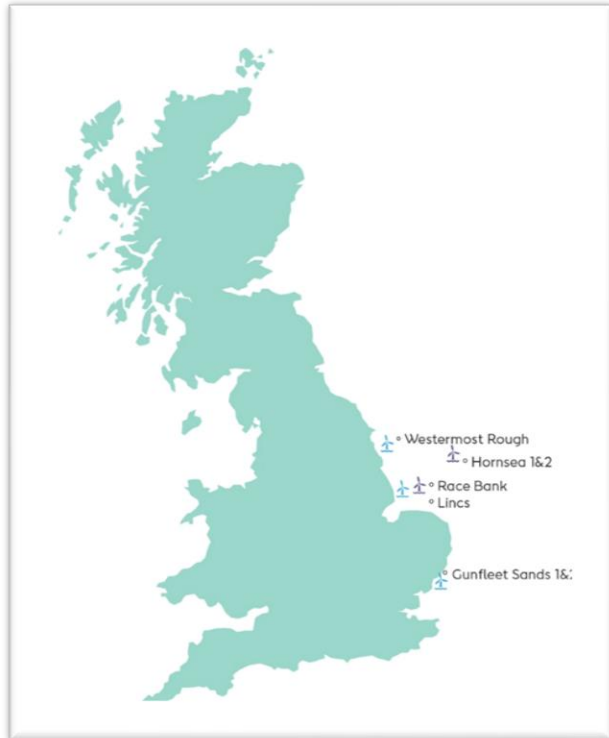 Westermost Rough
Hornsea 1&2
Race Bank
Lincs
Gunfleet Sands 1&